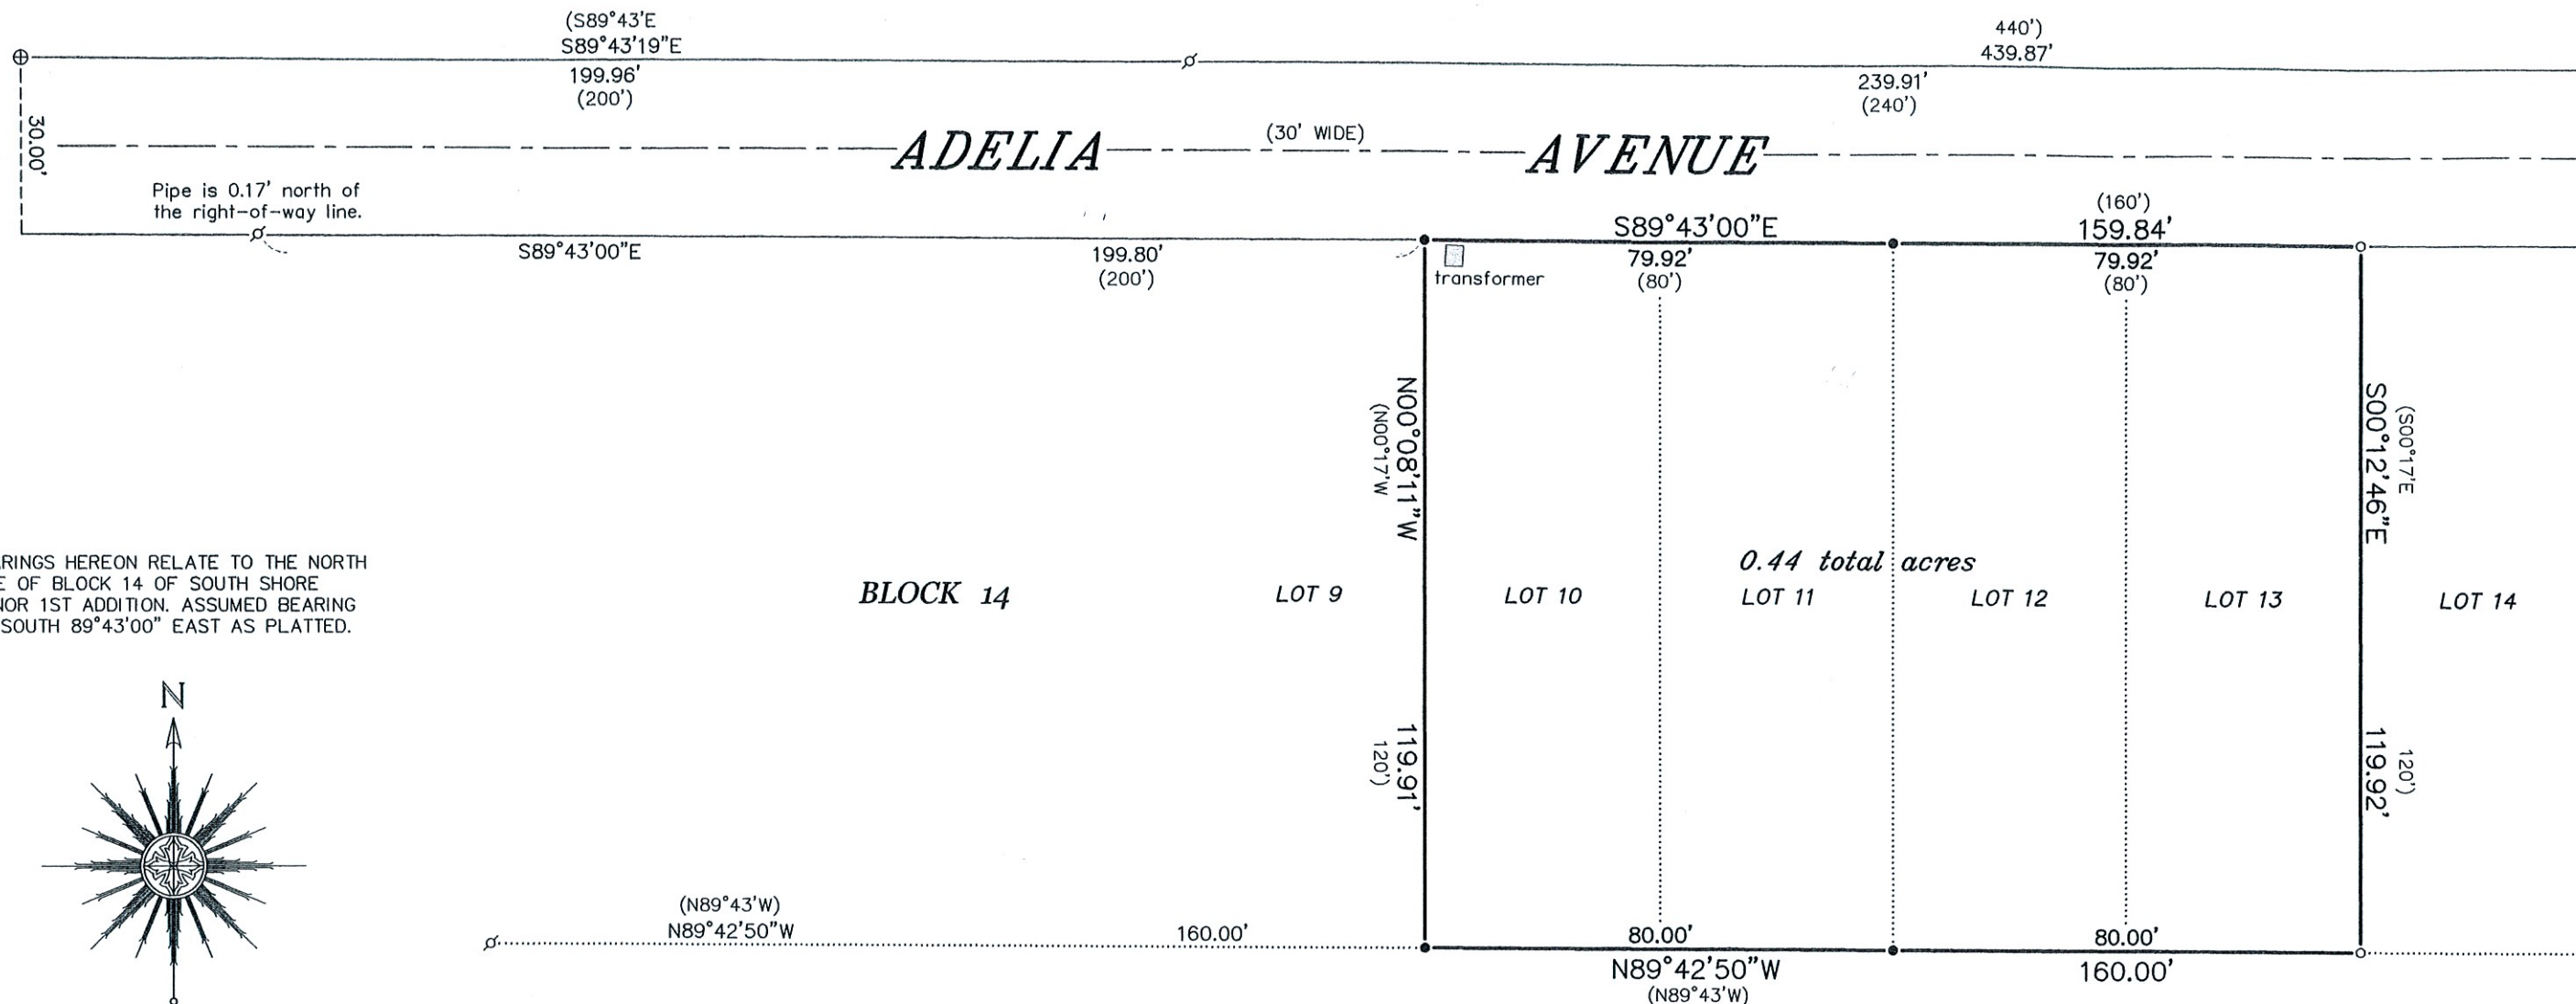 (S89°43'E
440')
S89°43'19"E
439.87'
199.96'
(200')
239.91'
(240')
30.00'
ADELIA (30' WIDE) AVENUE
Pipe is 0.17' north of
the right-of-way line.
S89°43'00"E
199.80'
(200')
S89°43'00"E
(160')
159.84'
79.92'
(80')
79.92'
(80')
transformer
N00°08'11"W
(N00°17'W
119.91'
120')
(S00°17'E
S00°12'46"E
120')
119.92'
0.44 total acres
BLOCK 14
LOT 9
LOT 10
LOT 11
LOT 12
LOT 13
LOT 14
RINGS HEREON RELATE TO THE NORTH
E OF BLOCK 14 OF SOUTH SHORE
NOR 1ST ADDITION. ASSUMED BEARING
SOUTH 89°43'00" EAST AS PLATTED.
N
(N89°43'W)
N89°42'50"W
160.00'
80.00'
80.00'
N89°42'50"W
160.00'
(N89°43'W)